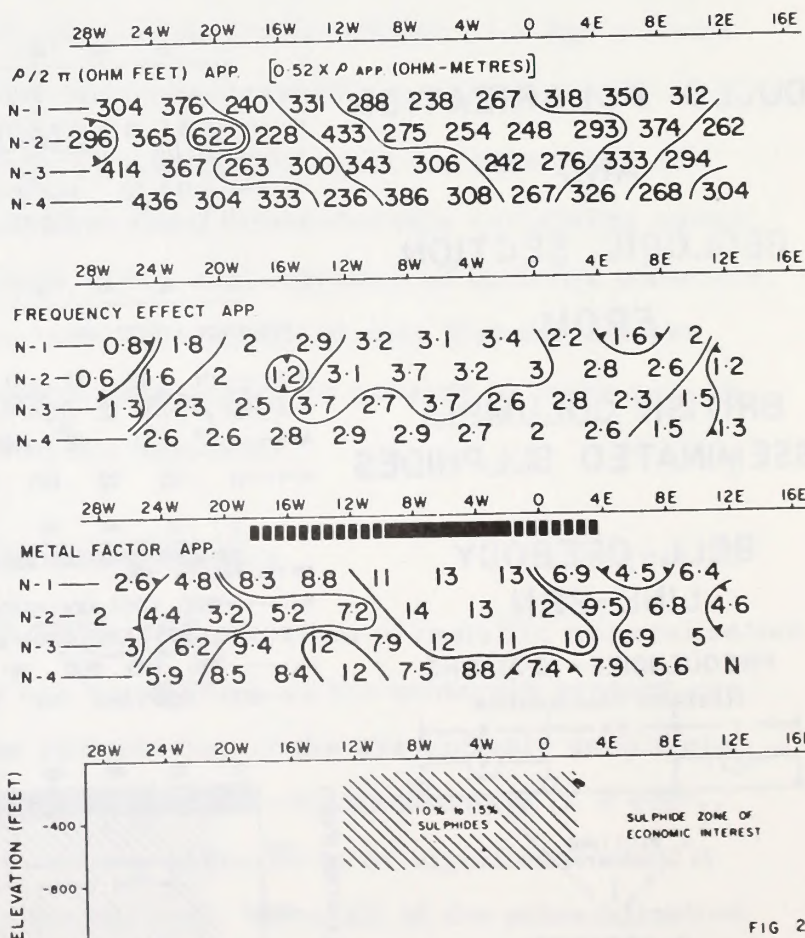 28W 24W 20W 16W 12W 8W 4W 0 4E 8E 12E 16E
ρ/2 π (OHM FEET) APP. [0·52 X ρ APP. (OHM-METRES)]
N-1 — 304 376 240 331 288 238 267 318 350 312
N-2 — 296 365 622 228 433 275 254 248 293 374 262
N-3 — 414 367 263 300 343 306 242 276 333 294
N-4 — 436 304 333 236 386 308 267 326 268 304
28W 24W 20W 16W 12W 8W 4W 0 4E 8E 12E 16E
FREQUENCY EFFECT APP.
N-1 — 0·8 1·8 2 2·9 3·2 3·1 3·4 2·2 1·6 2
N-2 — 0·6 1·6 2 1·2 3·1 3·7 3·2 3 2·8 2·6 1·2
N-3 — 1·3 2·3 2·5 3·7 2·7 3·7 2·6 2·8 2·3 1·5
N-4 — 2·6 2·6 2·8 2·9 2·9 2·7 2 2·6 1·5 1·3
28W 24W 20W 16W 12W 8W 4W 0 4E 8E 12E 16E
METAL FACTOR APP.
N-1 — 2·6 4·8 8·3 8·8 11 13 13 6·9 4·5 6·4
N-2 — 2 4·4 3·2 5·2 7·2 14 13 12 9·5 6·8 4·6
N-3 — 3 6·2 9·4 12 7·9 12 11 10 6·9 5
N-4 — 5·9 8·5 8·4 12 7·5 8·8 7·4 7·9 5·6 N
28W 24W 20W 16W 12W 8W 4W 0 4E 8E 12E 16E
ELEVATION (FEET)
-400
-800
10% to 15%
SULPHIDES
SULPHIDE ZONE OF
ECONOMIC INTEREST
FIG 2